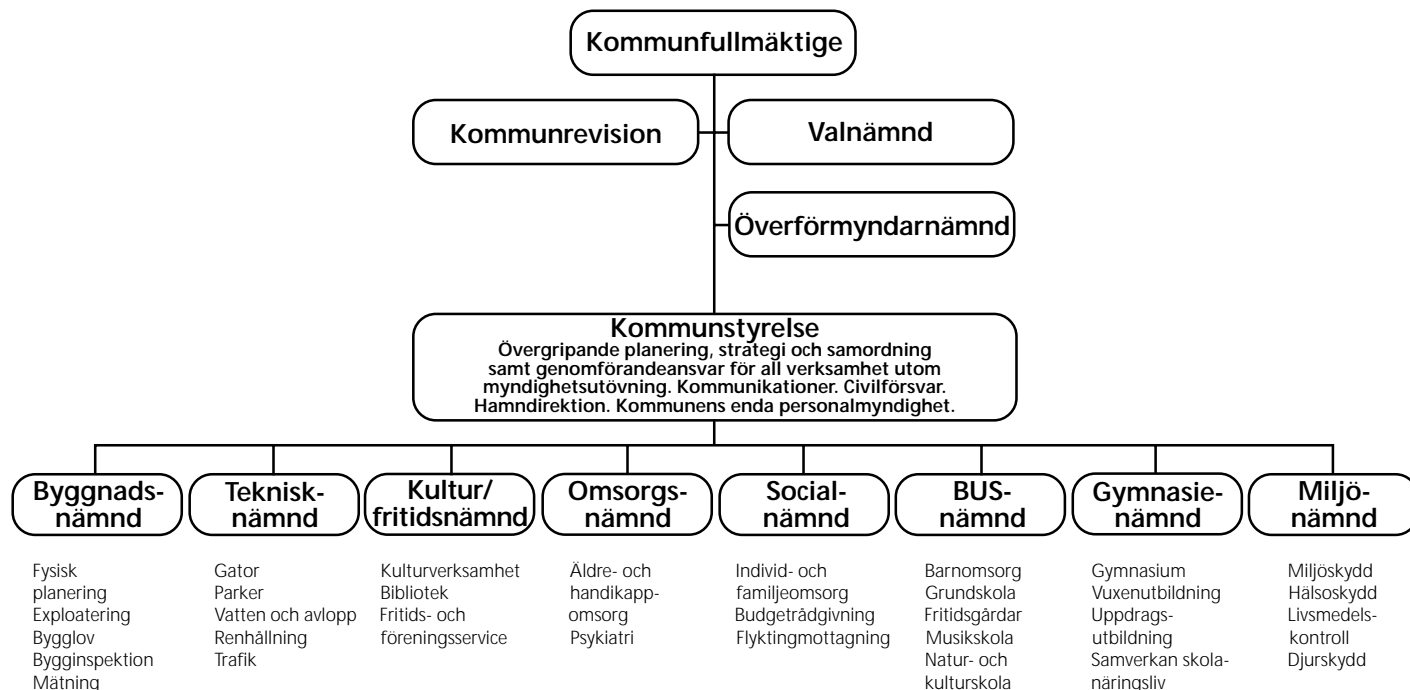 Kommunfullmäktige
Kommunrevision
Valnämnd
Överförmyndarnämnd
Kommunstyrelse
Övergripande planering, strategi och samordning
samt genomförandeansvar för all verksamhet utom
myndighetsutövning. Kommunikationer. Civilförsvar.
Hamndirektion. Kommunens enda personalmyndighet.
Byggnads-
nämnd
Fysisk
planering
Exploatering
Bygglov
Bygginspektion
Mätning
Teknisk-
nämnd
Gator
Parker
Vatten och avlopp
Renhållning
Trafik
Kultur/
fritidsnämnd
Kulturverksamhet
Bibliotek
Fritids- och
föreningsservice
Omsorgs-
nämnd
Äldre- och
handikapp-
omsorg
Psykiatri
Social-
nämnd
Individ- och
familjeomsorg
Budgetrådgivning
Flyktingmottagning
BUS-
nämnd
Barnomsorg
Grundskola
Fritidsgårdar
Musikskola
Natur- och
kulturskola
Gymnasie-
nämnd
Gymnasium
Vuxenutbildning
Uppdrags-
utbildning
Samverkan skola-
näringsliv
Miljö-
nämnd
Miljöskydd
Hälsoskydd
Livsmedels-
kontroll
Djurskydd